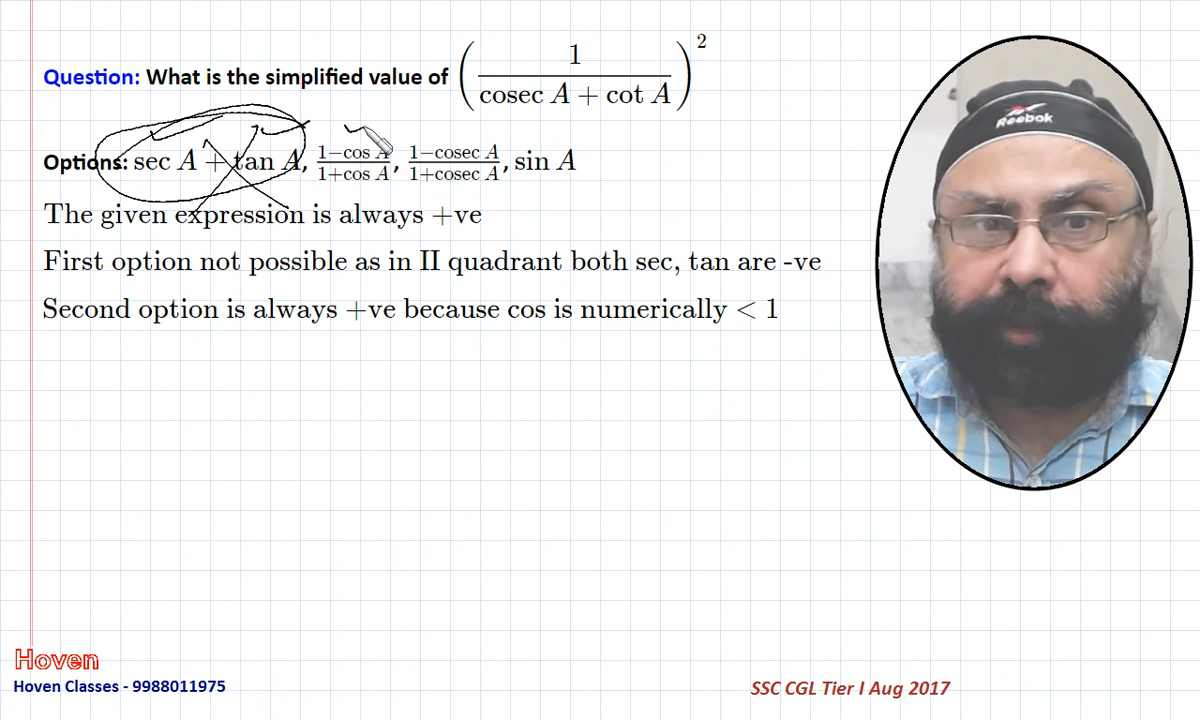 Question: What is the simplified value of (1/(cosec A + cot A))^2
Options: sec A + tan A, (1−cos A)/(1+cos A), (1−cosec A)/(1+cosec A), sin A
The given expression is always +ve
First option not possible as in II quadrant both sec, tan are -ve
Second option is always +ve because cos is numerically < 1
Reebok
Hoven
Hoven Classes - 9988011975
SSC CGL Tier I Aug 2017